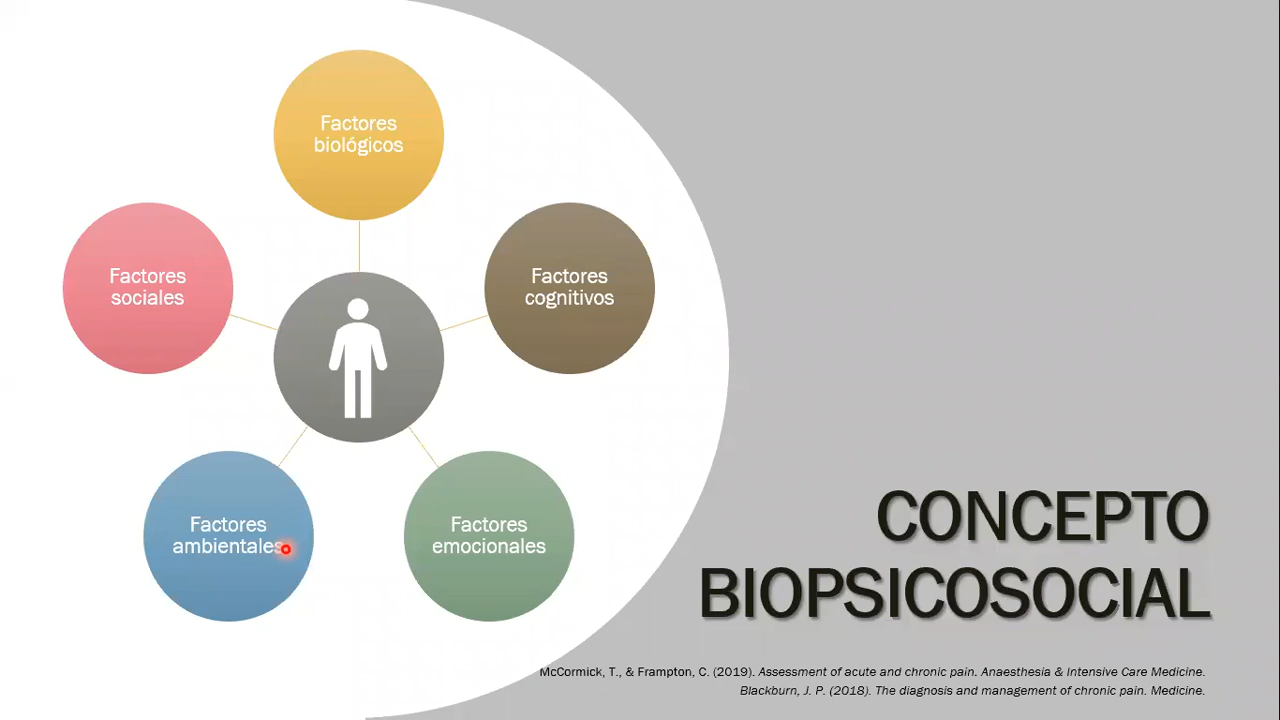 Factores
biológicos
Factores
sociales
Factores
cognitivos
Factores
ambientales
Factores
emocionales
CONCEPTO
BIOPSICOSOCIAL
McCormick, T., & Frampton, C. (2019). Assessment of acute and chronic pain. Anaesthesia & Intensive Care Medicine.
Blackburn, J. P. (2018). The diagnosis and management of chronic pain. Medicine.